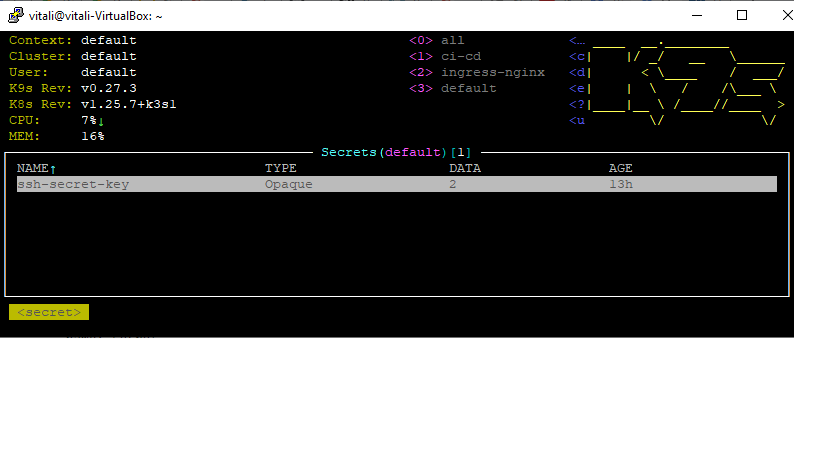 vitali@vitali-VirtualBox: ~
Context: default <0> all <…
Cluster: default <1> ci-cd <c
User: default <2> ingress-nginx <d
K9s Rev: v0.27.3 <3> default <e
K8s Rev: v1.25.7+k3s1 <?
CPU: 7%↓ <u
MEM: 16%
Secrets(default)[1]
NAME↑ TYPE DATA AGE
ssh-secret-key Opaque 2 13h
<secret>